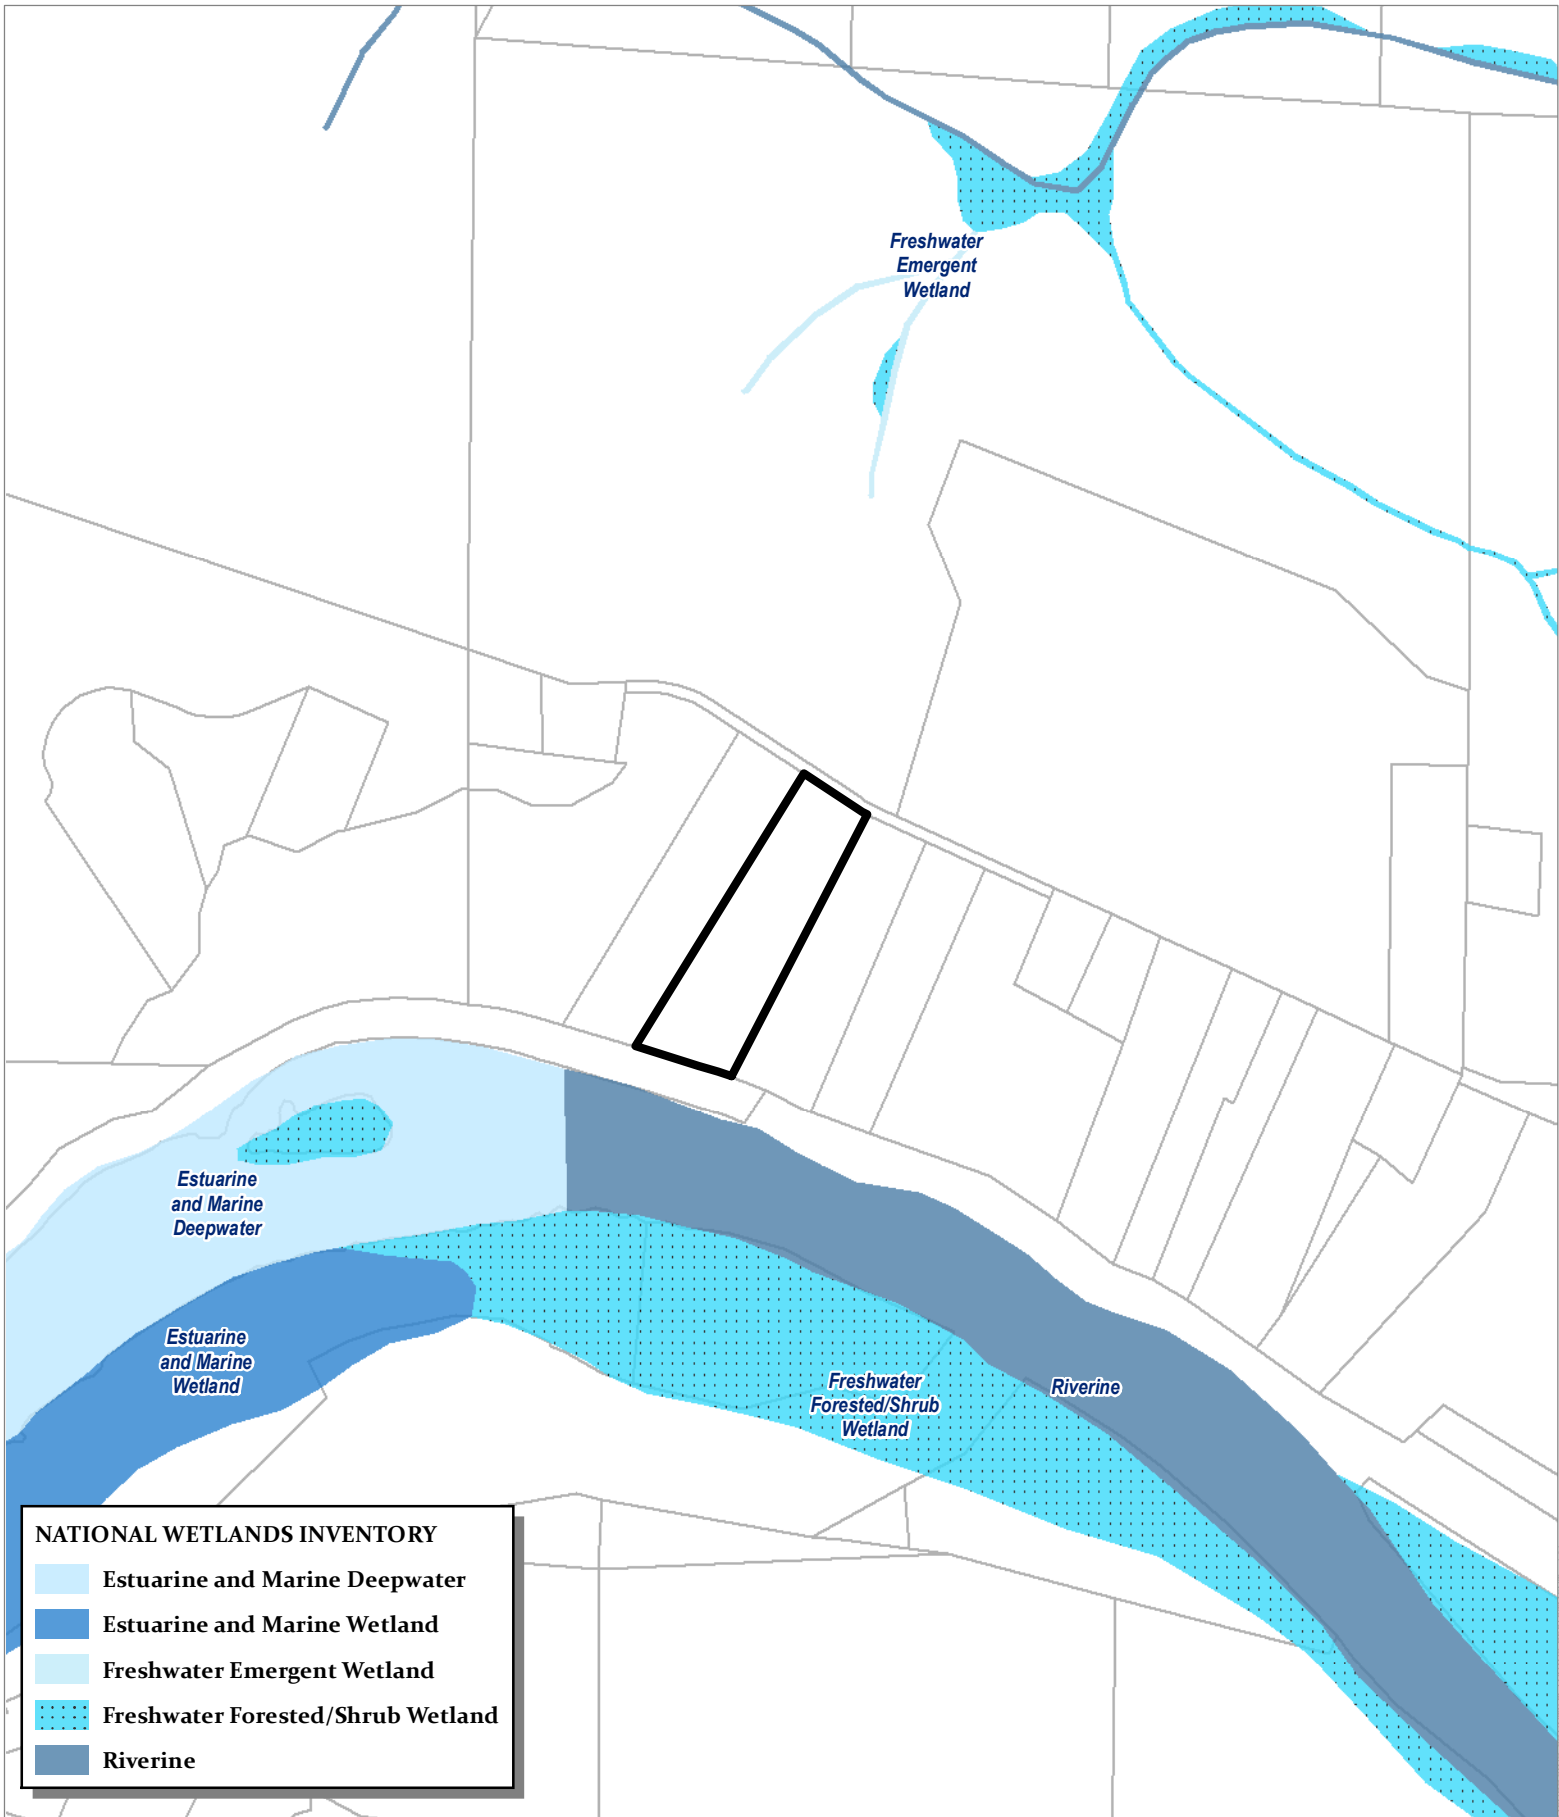 Freshwater
Emergent
Wetland
Estuarine
and Marine
Deepwater
Estuarine
and Marine
Wetland
Freshwater
Forested/Shrub
Wetland
Riverine
NATIONAL WETLANDS INVENTORY
Estuarine and Marine Deepwater
Estuarine and Marine Wetland
Freshwater Emergent Wetland
Freshwater Forested/Shrub Wetland
Riverine